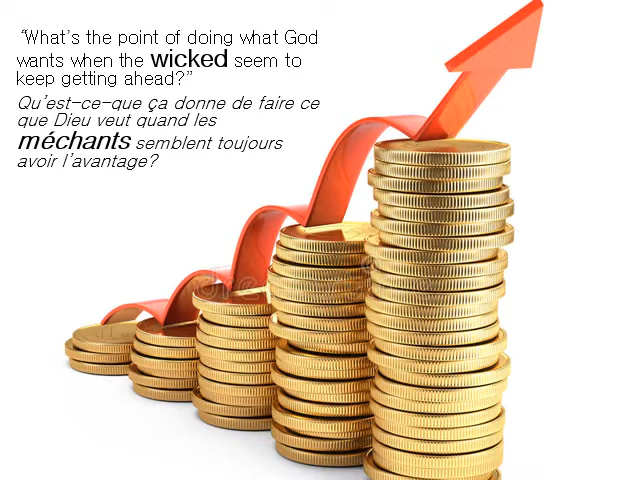 “What’s the point of doing what God
wants when the wicked seem to
keep getting ahead?”
Qu’est-ce-que ça donne de faire ce
que Dieu veut quand les
méchants semblent toujours
avoir l’avantage?